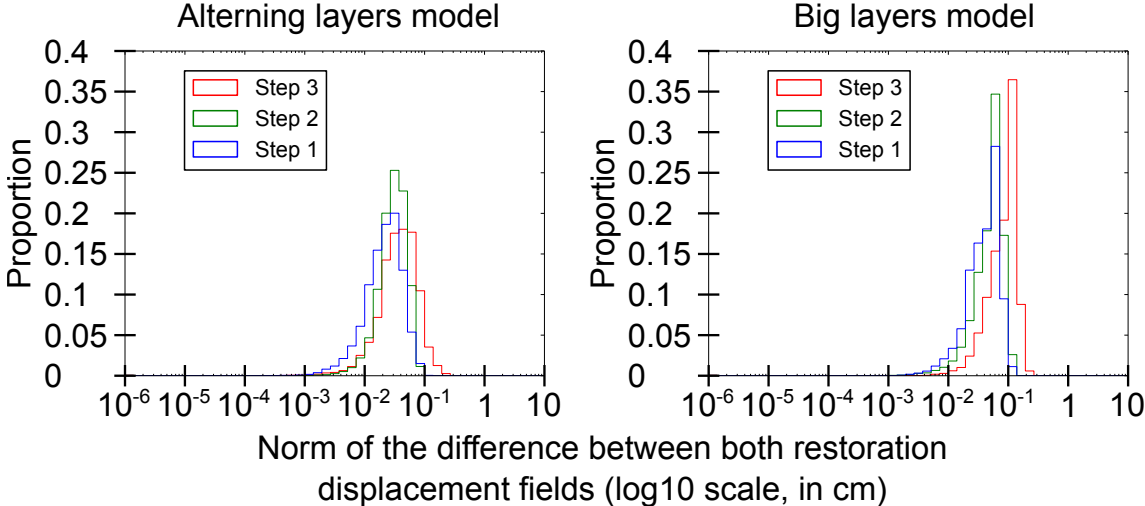 Alterning layers model
0.4
0.35
0.3
0.25
0.2
0.15
0.1
0.05
0
Proportion
Step 3
Step 2
Step 1
10-6 10-5 10-4 10-3 10-2 10-1 1 10
Big layers model
0.4
0.35
0.3
0.25
0.2
0.15
0.1
0.05
0
Proportion
Step 3
Step 2
Step 1
10-6 10-5 10-4 10-3 10-2 10-1 1 10
Norm of the difference between both restoration
displacement fields (log10 scale, in cm)